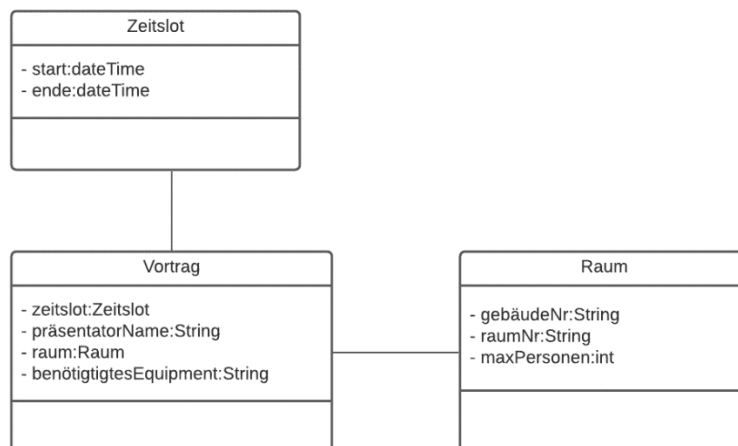 Zeitslot
- start:dateTime
- ende:dateTime
Vortrag
- zeitslot:Zeitslot
- präsentatorName:String
- raum:Raum
- benötigtigtesEquipment:String
Raum
- gebäudeNr:String
- raumNr:String
- maxPersonen:int